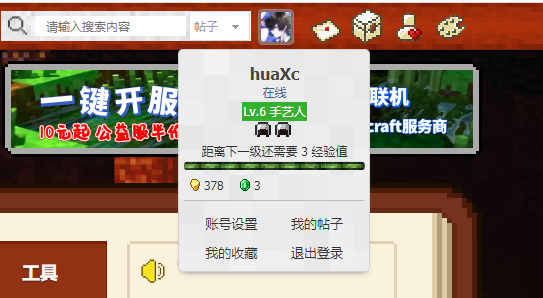 请输入搜索内容
帖子
huaXc
在线
Lv.6 手艺人
距离下一级还需要 3 经验值
378
3
账号设置
我的帖子
我的收藏
退出登录
一键开服
10元起 公益服半价
联机
craft服务商
工具